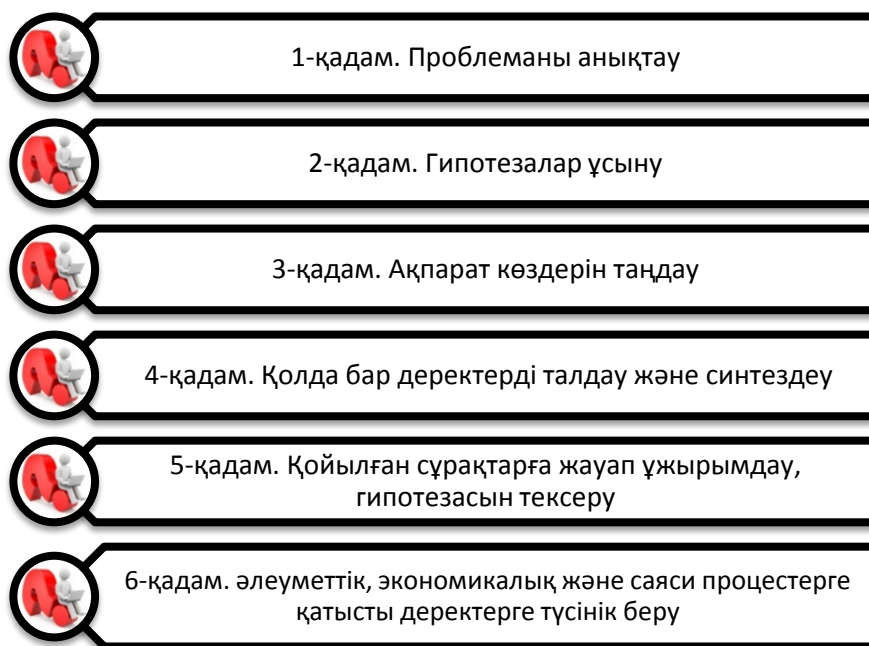 1-қадам. Проблеманы анықтау
2-қадам. Гипотезалар ұсыну
3-қадам. Ақпарат көздерін таңдау
4-қадам. Қолда бар деректерді талдау және синтездеу
5-қадам. Қойылған сұрақтарға жауап ұжырымдау,
гипотезасын тексеру
6-қадам. әлеуметтік, экономикалық және саяси процестерге
қатысты деректерге түсінік беру